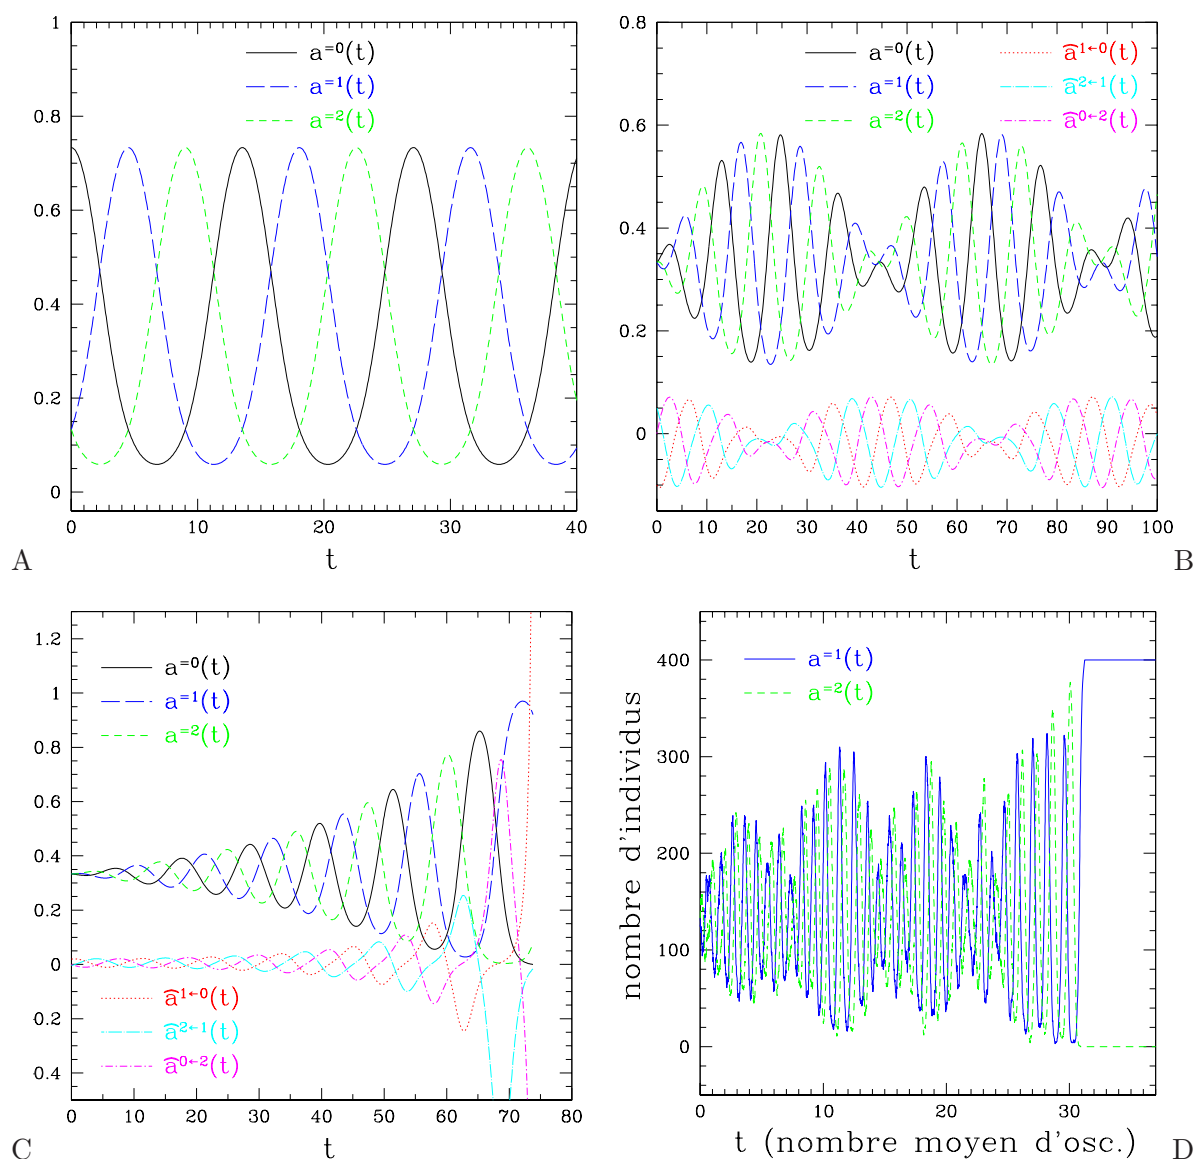 1
0.8
0.6
0.4
0.2
0
0 10 20 30 40
t
a=0(t)
a=1(t)
a=2(t)
A
0.8
0.6
0.4
0.2
0
0 10 20 30 40 50 60 70 80 90 100
t
a=0(t)
a=1(t)
a=2(t)
â1←0(t)
â2←1(t)
â0←2(t)
B
1.2
1
0.8
0.6
0.4
0.2
0
0.2
0.4
0 10 20 30 40 50 60 70 80
t
a=0(t)
a=1(t)
a=2(t)
â1←0(t)
â2←1(t)
â0←2(t)
C
nombre d'individus
400
300
200
100
0
0 10 20 30
t (nombre moyen d'osc.)
a=1(t)
a=2(t)
D